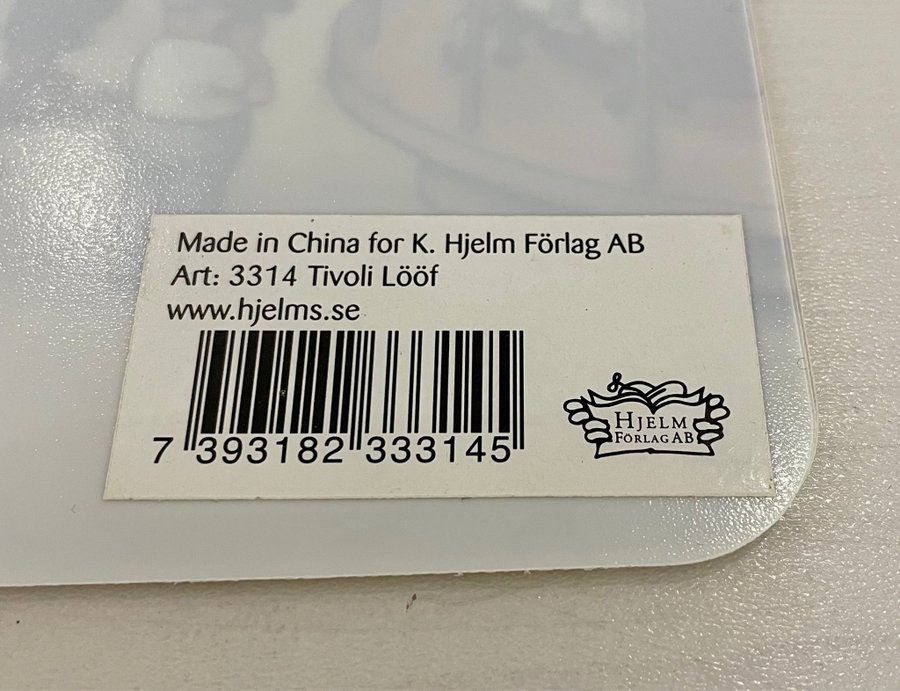 Made in China for K. Hjelm Förlag AB
Art: 3314 Tivoli Lööf
www.hjelms.se
7 393182 333145
HJELM
FÖRLAG AB